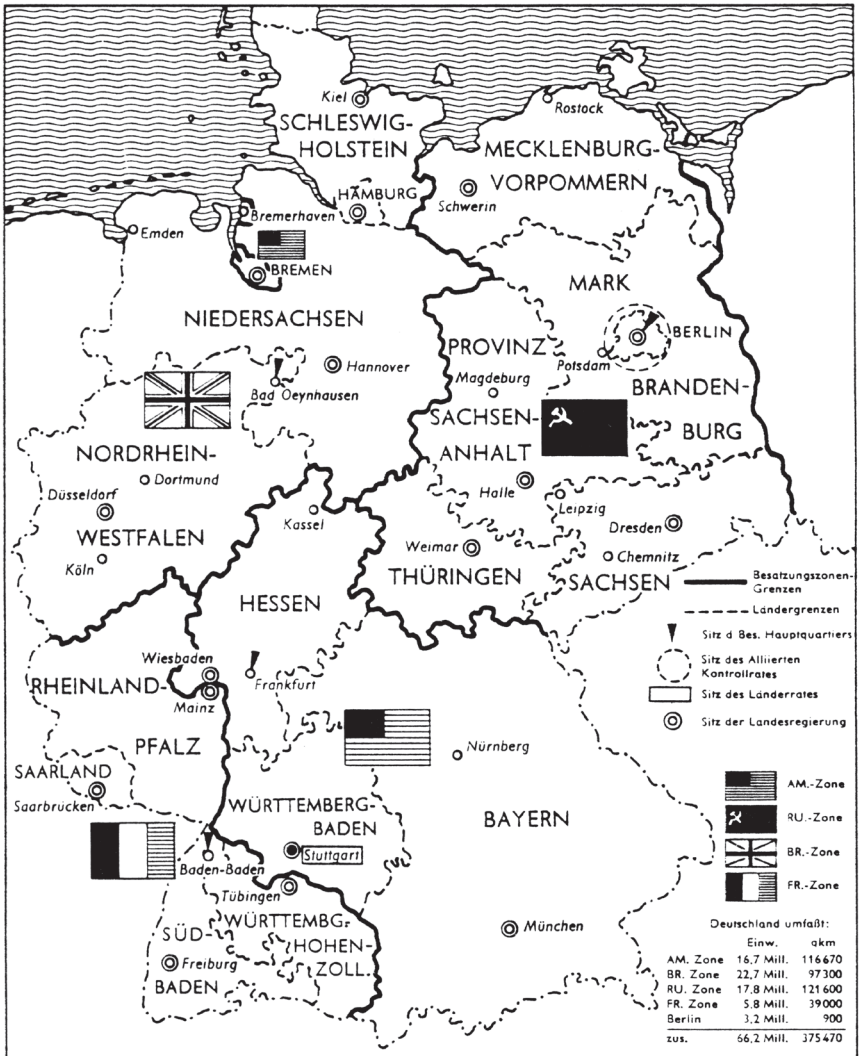 Kiel
Rostock
SCHLESWIG-
HOLSTEIN
MECKLENBURG-
VORPOMMERN
HAMBURG
Schwerin
Bremerhaven
Emden
BREMEN
MARK
NIEDERSACHSEN
BERLIN
PROVINZ
Potsdam
Hannover
Magdeburg
Bad Oeynhausen
BRANDEN-
BURG
SACHSEN-
ANHALT
NORDRHEIN-
Dortmund
Halle
Leipzig
Düsseldorf
Kassel
Dresden
WESTFALEN
Weimar
Chemnitz
Köln
THÜRINGEN
SACHSEN
HESSEN
Besatzungszonen-
Grenzen
Ländergrenzen
Sitz d. Bes. Hauptquartiers
Sitz des Alliierten
Kontrollrates
Sitz des Länderrates
Sitz der Landesregierung
Wiesbaden
Frankfurt
RHEINLAND-
Mainz
PFALZ
Nürnberg
SAARLAND
Saarbrücken
WÜRTTEMBERG-
BADEN
BAYERN
Stuttgart
Baden-Baden
Tübingen
WÜRTTEMBG-
HOHEN-
ZOLL.
SÜD-
BADEN
Freiburg
München
AM.-Zone
RU.-Zone
BR.-Zone
FR.-Zone
Deutschland umfaßt:
Einw. qkm
AM. Zone 16,7 Mill. 116670
BR. Zone 22,7 Mill. 97300
RU. Zone 17,8 Mill. 121600
FR. Zone 5,8 Mill. 39000
Berlin 3,2 Mill. 900
zus. 66,2 Mill. 375470